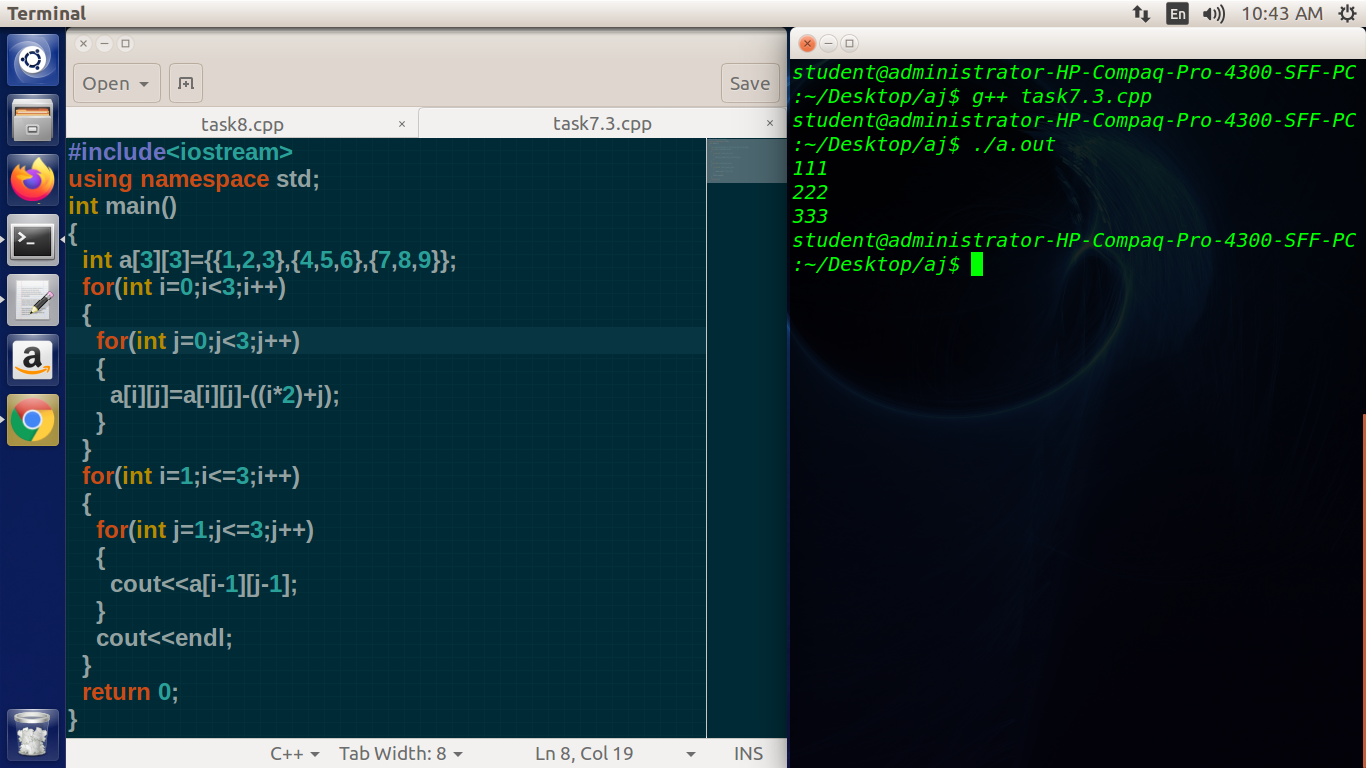 Terminal
En
10:43 AM
Open
Save
task8.cpp
task7.3.cpp
#include<iostream>
using namespace std;
int main()
{
  int a[3][3]={{1,2,3},{4,5,6},{7,8,9}};
  for(int i=0;i<3;i++)
  {
    for(int j=0;j<3;j++)
    {
      a[i][j]=a[i][j]-((i*2)+j);
    }
  }
  for(int i=1;i<=3;i++)
  {
    for(int j=1;j<=3;j++)
    {
      cout<<a[i-1][j-1];
    }
    cout<<endl;
  }
  return 0;
}
C++
Tab Width: 8
Ln 8, Col 19
INS
student@administrator-HP-Compaq-Pro-4300-SFF-PC
:~/Desktop/aj$ g++ task7.3.cpp
student@administrator-HP-Compaq-Pro-4300-SFF-PC
:~/Desktop/aj$ ./a.out
111
222
333
student@administrator-HP-Compaq-Pro-4300-SFF-PC
:~/Desktop/aj$